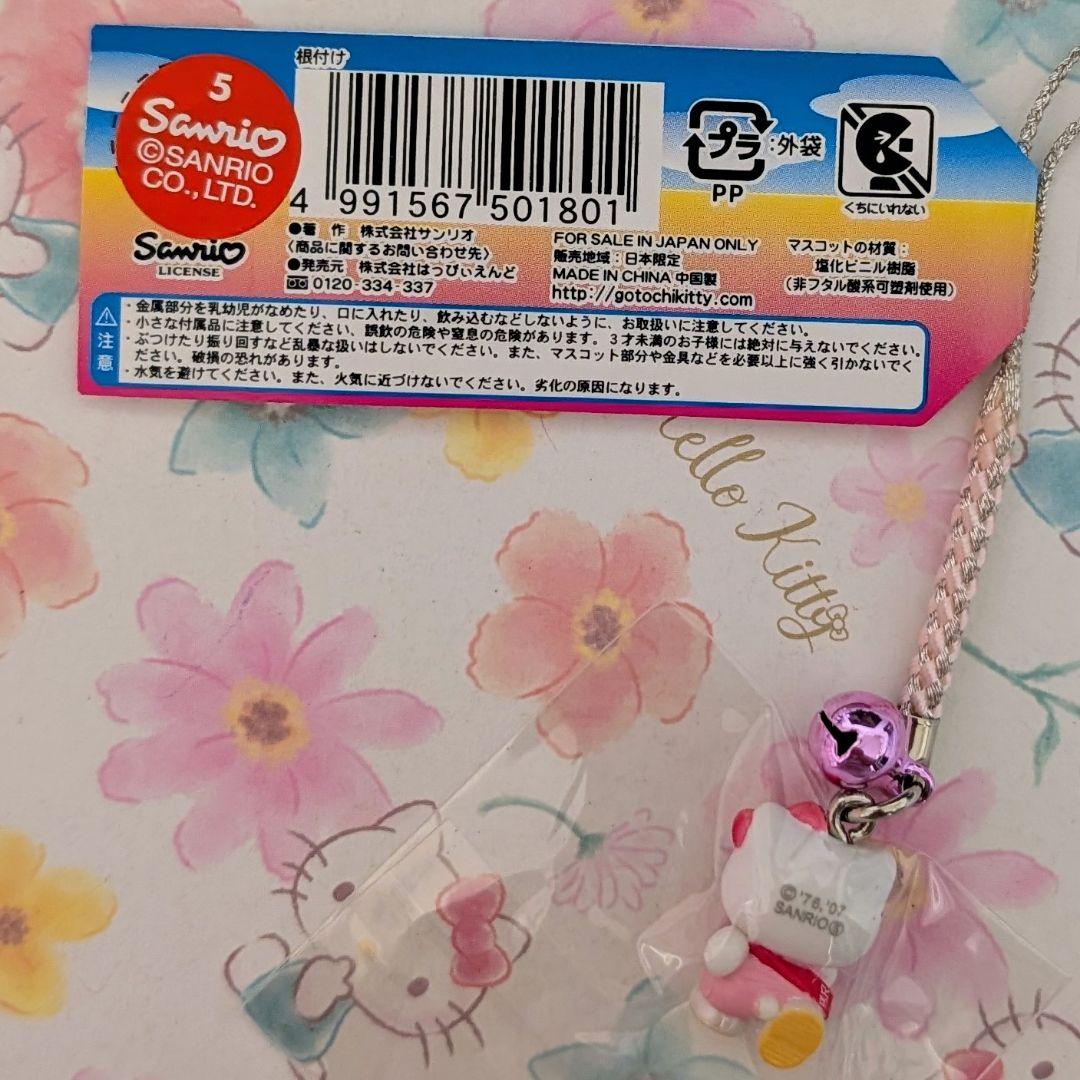 根付け
5
Sanrio
©SANRIO
CO.,LTD.
4 991567 501801
プラ :外袋
PP
くちにいれない
Sanrio
LICENSE
●著 作 株式会社サンリオ
〈商品に関するお問い合わせ先〉
●発売元 株式会社はうぴぃえんど
0120-334-337
FOR SALE IN JAPAN ONLY
販売地域:日本限定
MADE IN CHINA 中国製
http://gotochikitty.com
マスコットの材質:
塩化ビニル樹脂
(非フタル酸系可塑剤使用)
注意
・金属部分を乳幼児がなめたり、口に入れたり、飲み込むなどしないように、お取扱いに注意してください。
・小さな付属品に注意してください、誤飲の危険や窒息の危険があります。3才未満のお子様には絶対に与えないでください。
・ぶつけたり振り回すなど乱暴な扱いはしないでください。また、マスコット部分や金具などを必要以上に強く引かないでく
ださい。破損の恐れがあります。
・水気を避けてください。また、火気に近づけないでください。劣化の原因になります。
Hello Kitty
© '76,'07
SANRIO Ⓢ